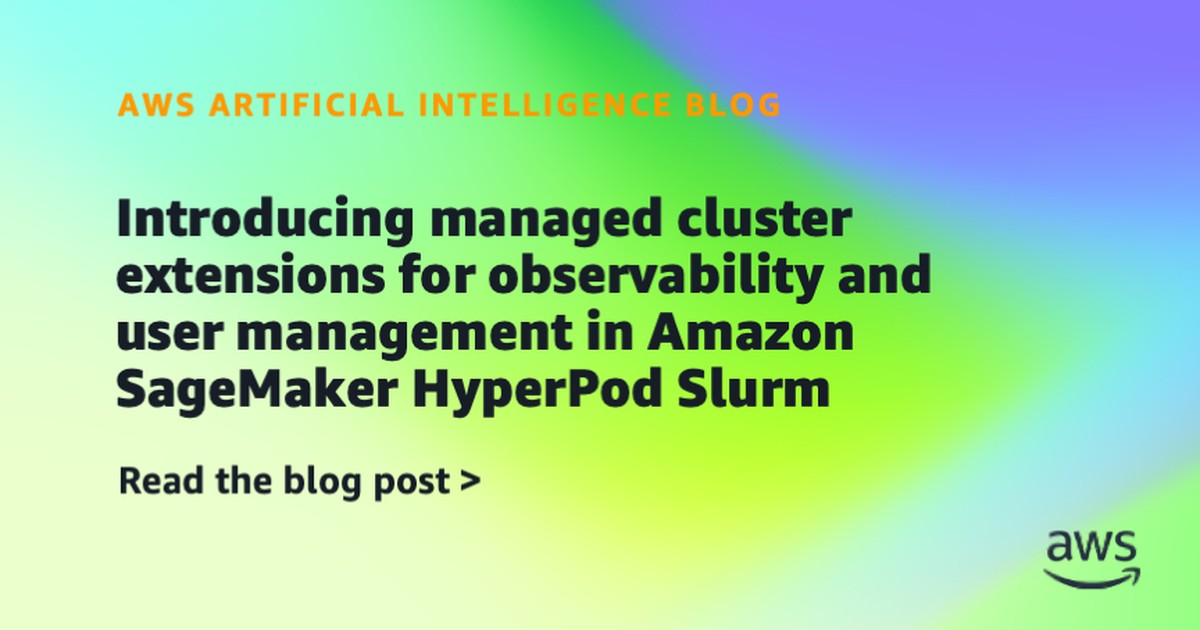 AWS ARTIFICIAL INTELLIGENCE BLOG
Introducing managed cluster
extensions for observability and
user management in Amazon
SageMaker HyperPod Slurm
Read the blog post >
aws